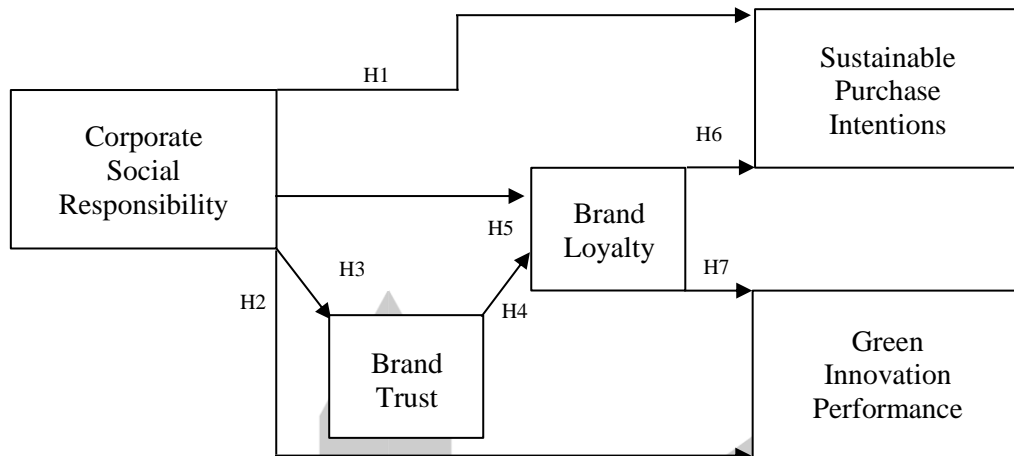 H1
Sustainable
Purchase
Intentions
Corporate
Social
Responsibility
H6
H5
Brand
Loyalty
H3
H7
H2
H4
Brand
Trust
Green
Innovation
Performance